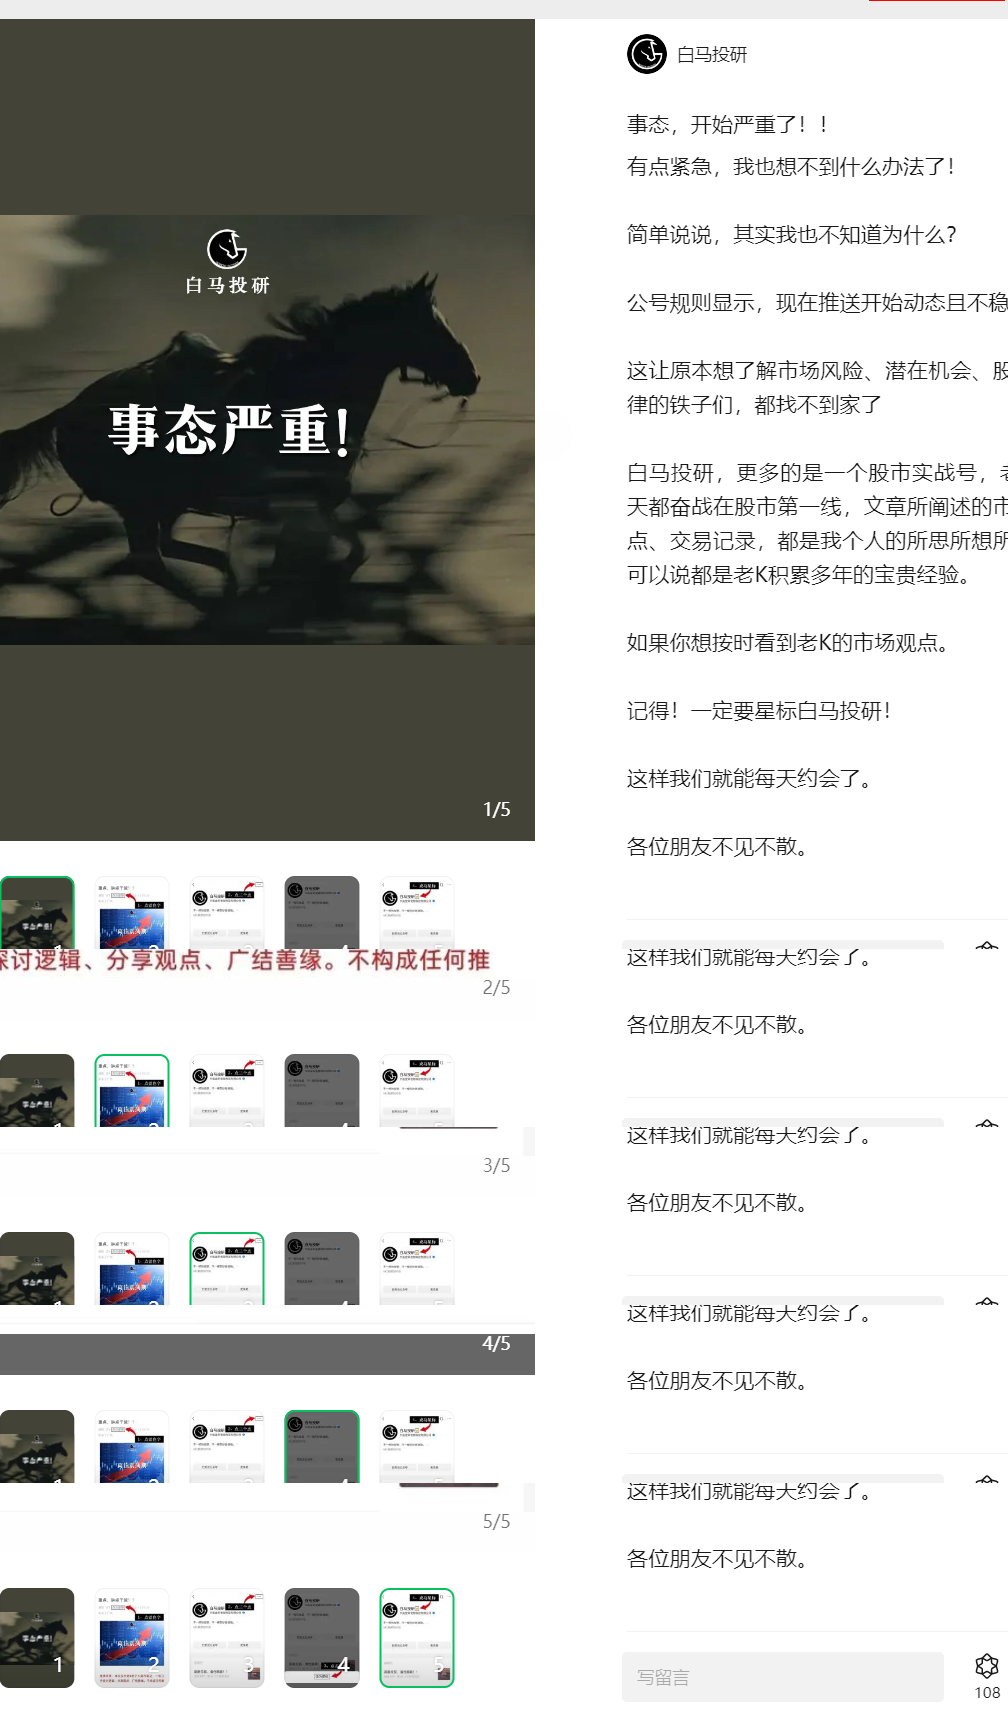 白马投研
事态严重！
1/5
1
2
3
4
5
探讨逻辑、分享观点、广结善缘。不构成任何推
2/5
3/5
4/5
5/5
1
2
3
4
5
白马投研
事态，开始严重了！！
有点紧急，我也想不到什么办法了！
简单说说，其实我也不知道为什么？
公号规则显示，现在推送开始动态且不稳
这让原本想了解市场风险、潜在机会、股
律的铁子们，都找不到家了
白马投研，更多的是一个股市实战号，老
天都奋战在股市第一线，文章所阐述的市
点、交易记录，都是我个人的所思所想所
可以说都是老K积累多年的宝贵经验。
如果你想按时看到老K的市场观点。
记得！一定要星标白马投研！
这样我们就能每天约会了。
各位朋友不见不散。
这样我们就能每天约会了。
各位朋友不见不散。
这样我们就能每天约会了。
各位朋友不见不散。
这样我们就能每天约会了。
各位朋友不见不散。
这样我们就能每天约会了。
各位朋友不见不散。
写留言
108